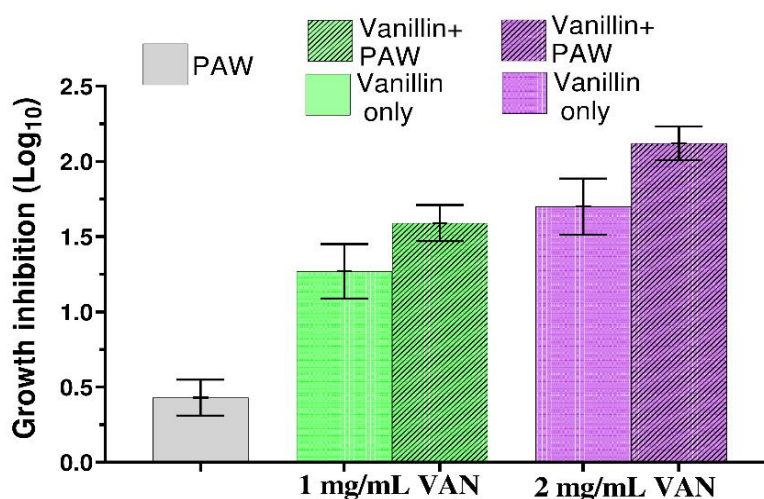 PAW
Vanillin+
PAW
Vanillin
only
Vanillin+
PAW
Vanillin
only
Growth inhibition (Log10)
2.5
2.0
1.5
1.0
0.5
0.0
1 mg/mL VAN
2 mg/mL VAN